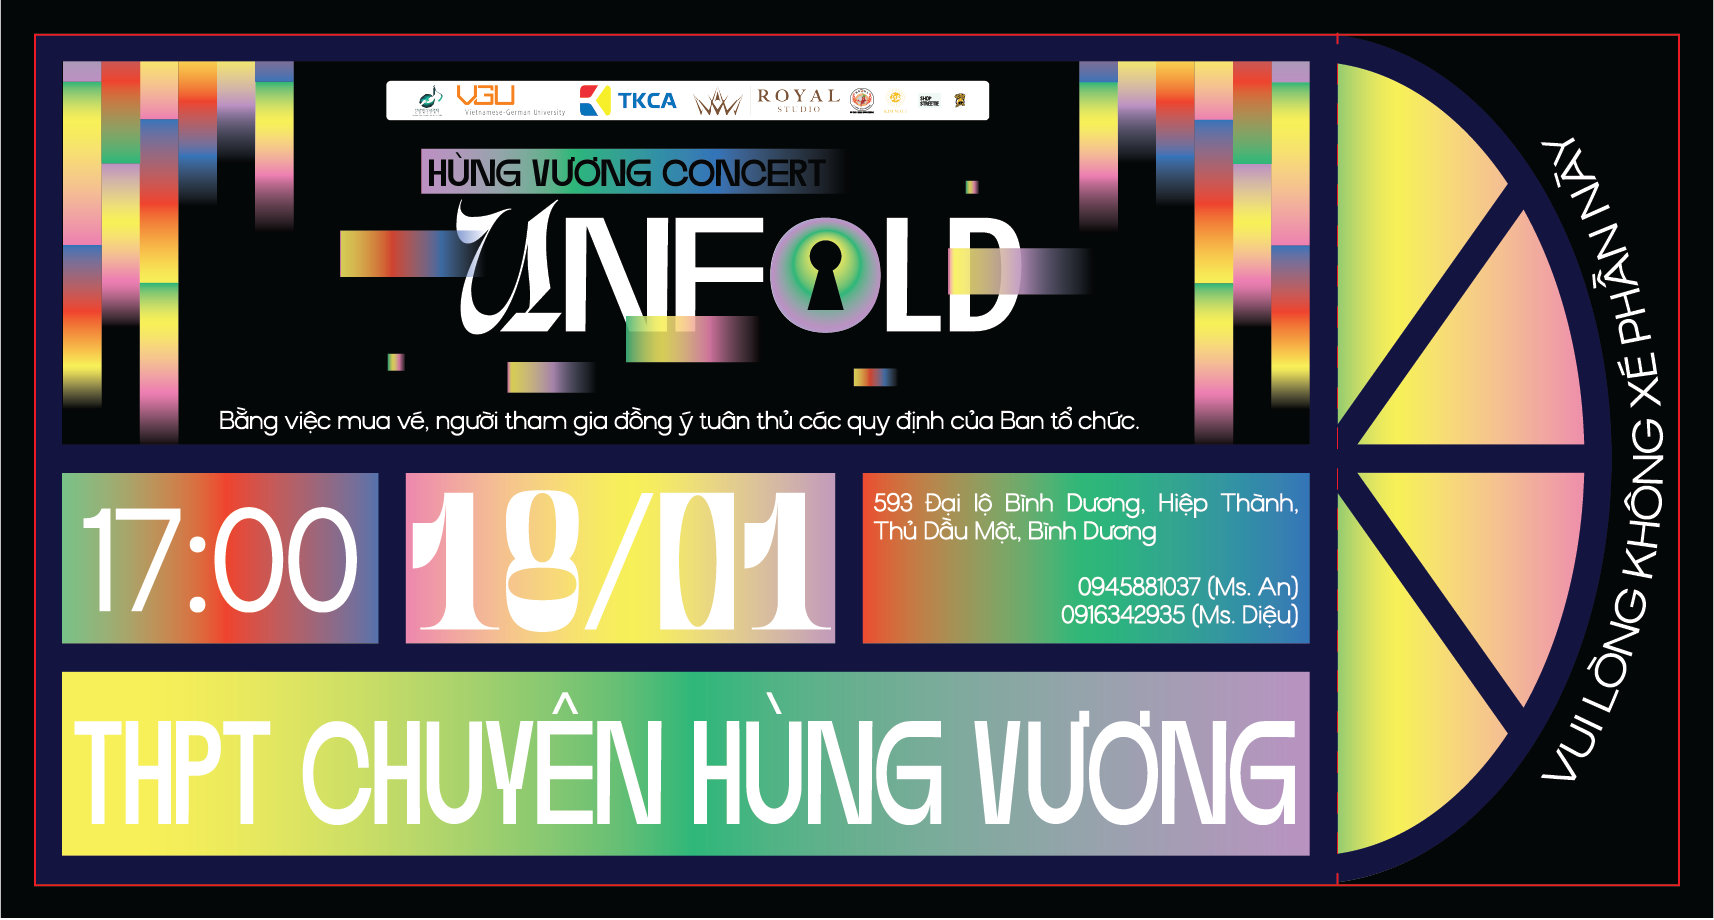 VGU
Vietnamese-German University
TKCA
ROYAL
STUDIO
SHOP
STREETIE
HÙNG VƯƠNG CONCERT
UNFOLD
Bằng việc mua vé, người tham gia đồng ý tuân thủ các quy định của Ban tổ chức.
17:00
18/01
593 Đại lộ Bình Dương, Hiệp Thành,
Thủ Dầu Một, Bình Dương
0945881037 (Ms. An)
0916342935 (Ms. Diệu)
THPT CHUYÊN HÙNG VƯƠNG
VUI LÒNG KHÔNG XÉ PHẦN NÀY